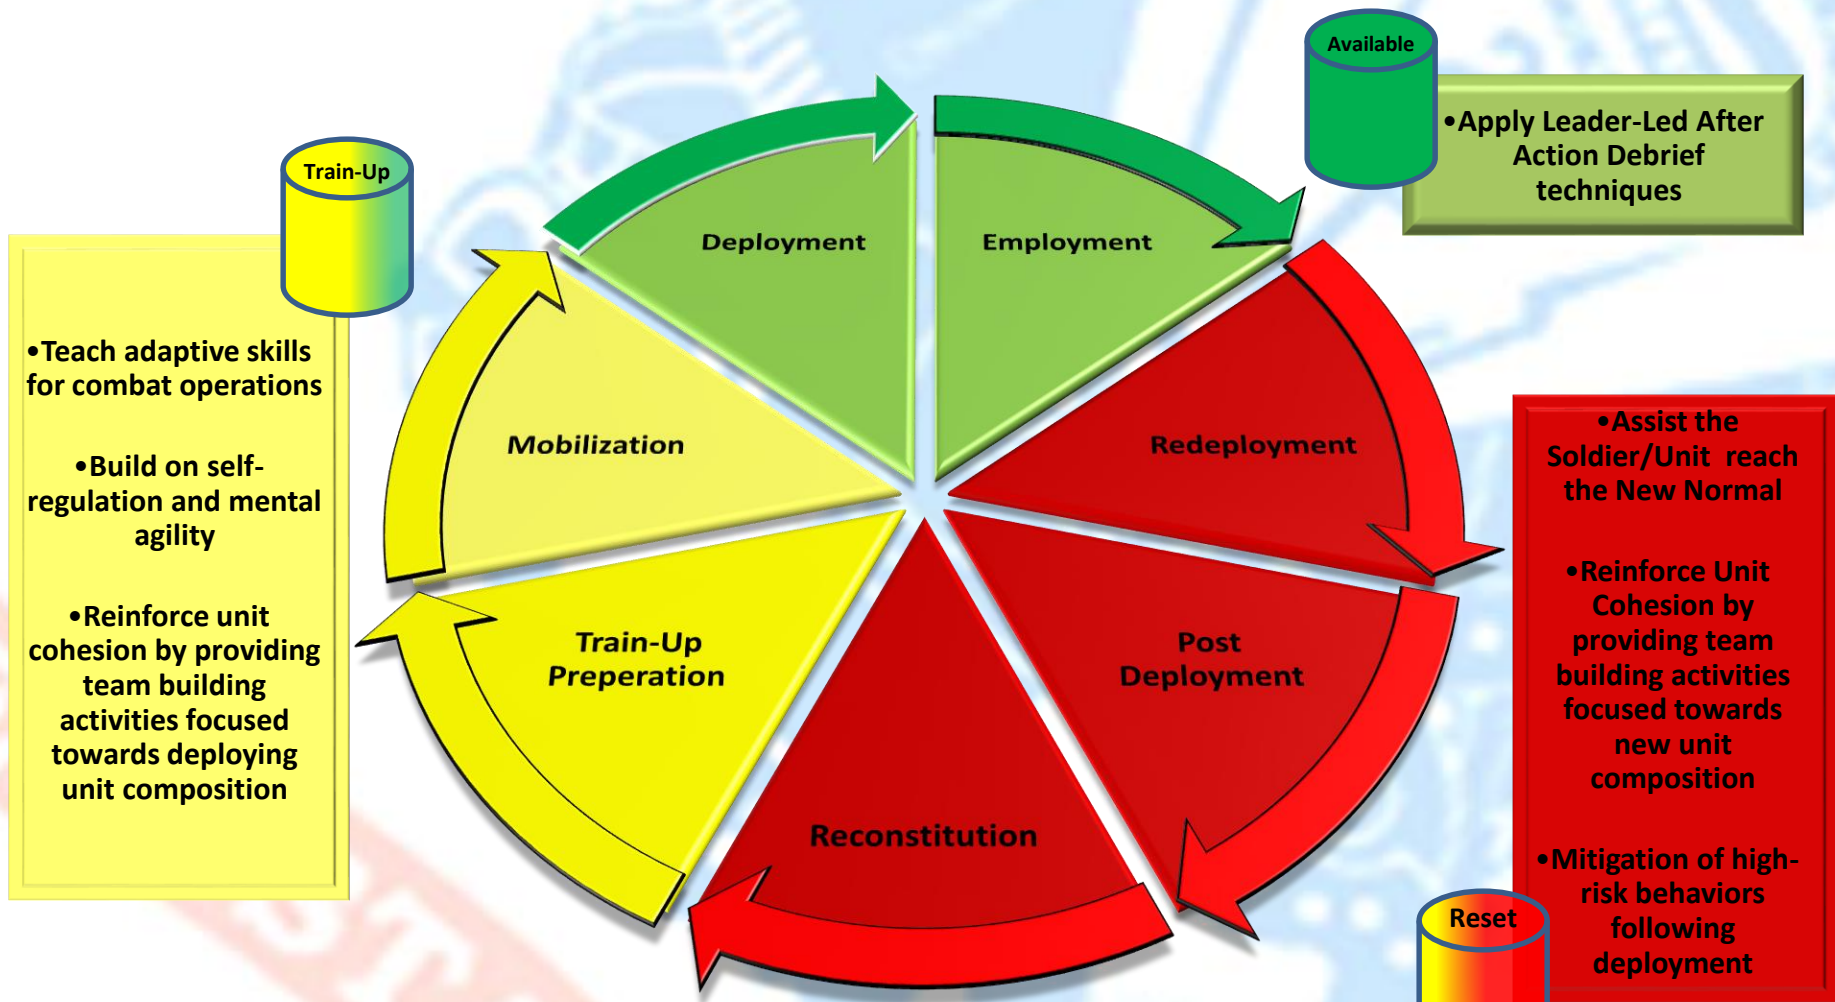 Available
•Apply Leader-Led After
Action Debrief
techniques
Train-Up
•Teach adaptive skills
for combat operations
•Build on self-
regulation and mental
agility
•Reinforce unit
cohesion by providing
team building
activities focused
towards deploying
unit composition
Deployment
Employment
Mobilization
Redeployment
Train-Up
Preperation
Post
Deployment
Reconstitution
•Assist the
Soldier/Unit  reach
the New Normal
•Reinforce Unit
Cohesion by
providing team
building activities
focused towards
new unit
composition
•Mitigation of high-
risk behaviors
following
deployment
Reset